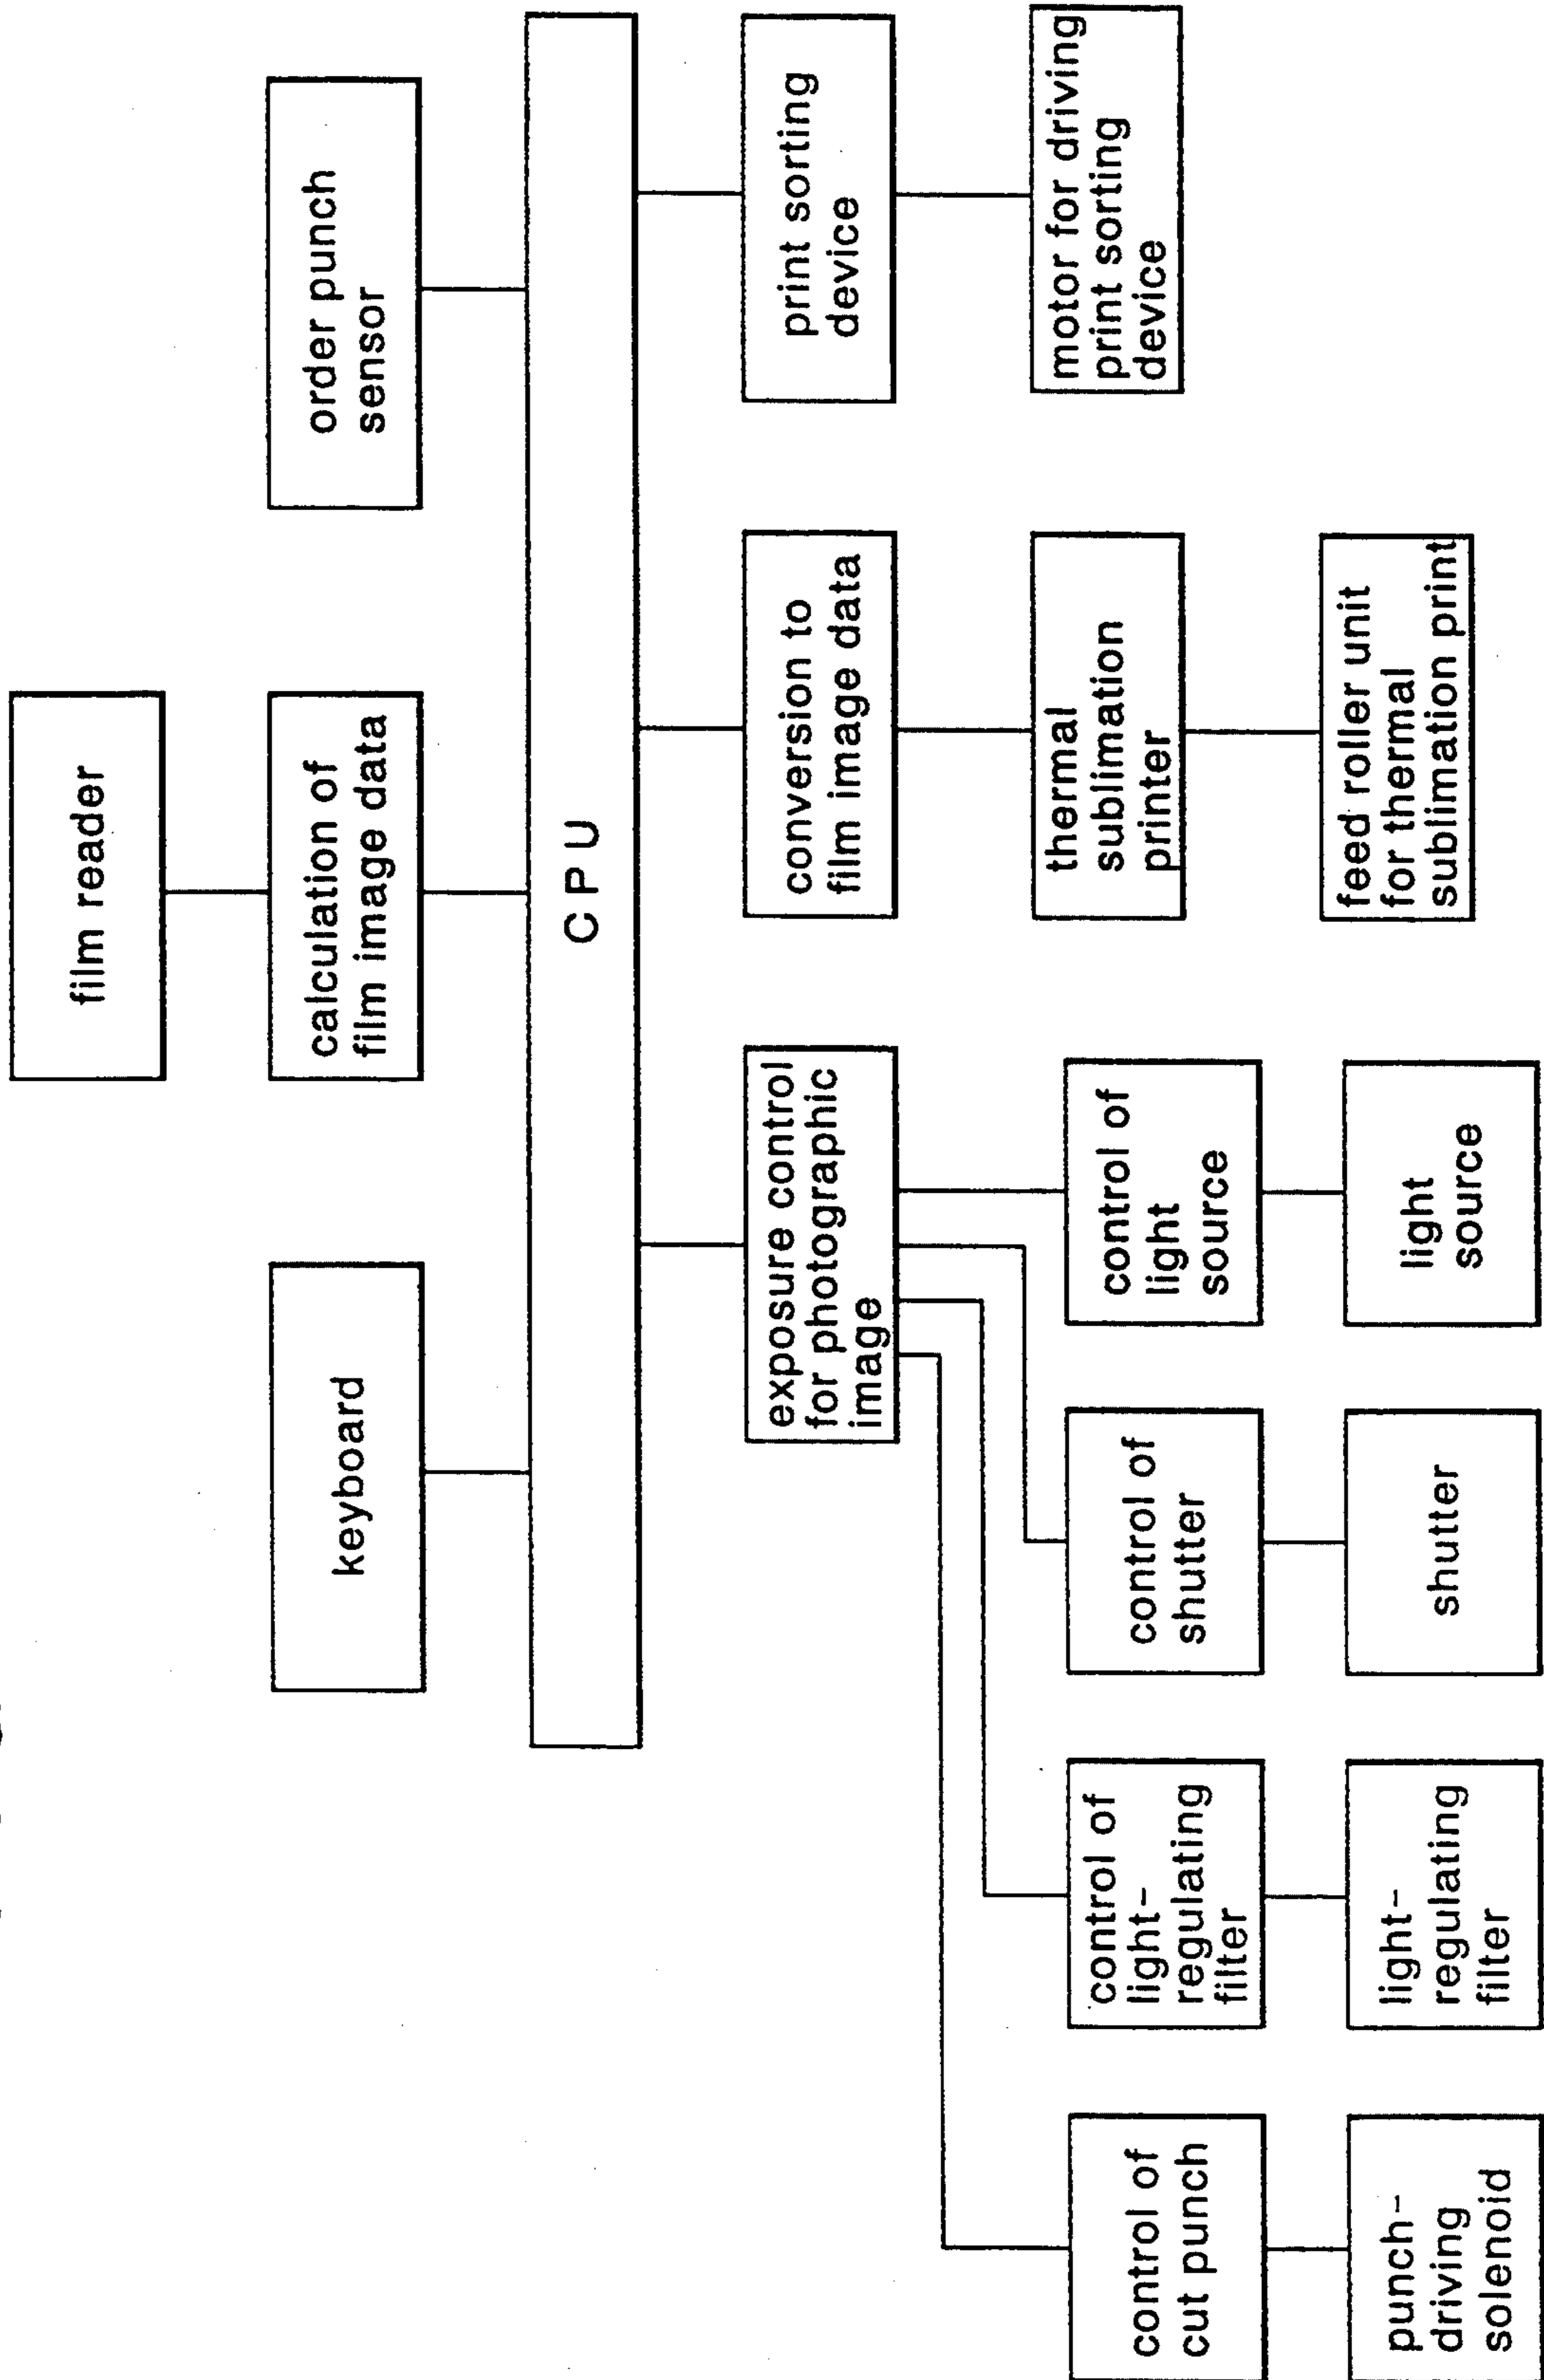 film reader
keyboard
calculation of
film image data
order punch
sensor
CPU
exposure control
for photographic
image
conversion to
film image data
print sorting
device
control of
cut punch
control of
light-
regulating
filter
control of
shutter
control of
light
source
thermal
sublimation
printer
motor for driving
print sorting
device
punch-
driving
solenoid
light-
regulating
filter
shutter
light
source
feed roller unit
for thermal
sublimation print